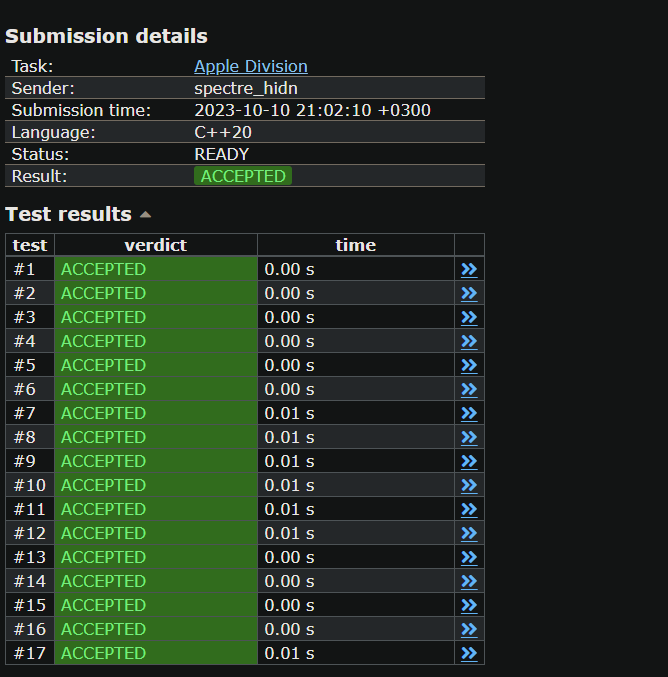 Submission details
Task: Apple Division
Sender: spectre_hidn
Submission time: 2023-10-10 21:02:10 +0300
Language: C++20
Status: READY
Result: ACCEPTED
Test results
test verdict time
#1 ACCEPTED 0.00 s »
#2 ACCEPTED 0.00 s »
#3 ACCEPTED 0.00 s »
#4 ACCEPTED 0.00 s »
#5 ACCEPTED 0.00 s »
#6 ACCEPTED 0.00 s »
#7 ACCEPTED 0.01 s »
#8 ACCEPTED 0.01 s »
#9 ACCEPTED 0.01 s »
#10 ACCEPTED 0.01 s »
#11 ACCEPTED 0.01 s »
#12 ACCEPTED 0.01 s »
#13 ACCEPTED 0.00 s »
#14 ACCEPTED 0.00 s »
#15 ACCEPTED 0.00 s »
#16 ACCEPTED 0.00 s »
#17 ACCEPTED 0.01 s »